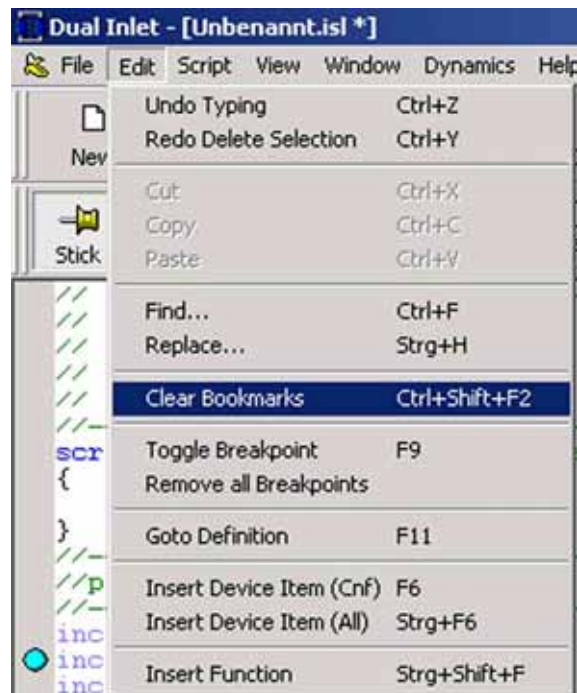 Dual Inlet - [Unbenannt.isl *]
File Edit Script View Window Dynamics Help
New
Stick
Undo Typing Ctrl+Z
Redo Delete Selection Ctrl+Y
Cut Ctrl+X
Copy Ctrl+C
Paste Ctrl+V
Find... Ctrl+F
Replace... Strg+H
Clear Bookmarks Ctrl+Shift+F2
Toggle Breakpoint F9
Remove all Breakpoints
Goto Definition F11
Insert Device Item (Cnf) F6
Insert Device Item (All) Strg+F6
Insert Function Strg+Shift+F
//
//
//
//
//
//-
scr
{
}
//-
//p
//-
inc
inc
inc